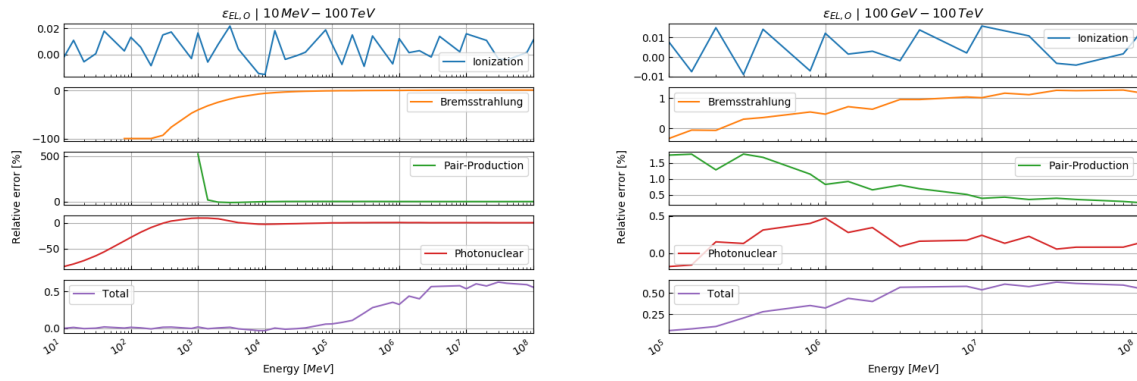 ε_EL,O | 10 MeV − 100 TeV
0.02
0.00
Ionization
0
−100
Bremsstrahlung
500
0
Pair-Production
0
−50
Photonuclear
0.5
0.0
Total
Relative error [%]
10^1 10^2 10^3 10^4 10^5 10^6 10^7 10^8
Energy [MeV]
ε_EL,O | 100 GeV − 100 TeV
0.01
0.00
−0.01
Ionization
1
0
Bremsstrahlung
1.5
1.0
0.5
Pair-Production
0.5
0.0
Photonuclear
0.50
0.25
Total
Relative error [%]
10^5 10^6 10^7 10^8
Energy [MeV]